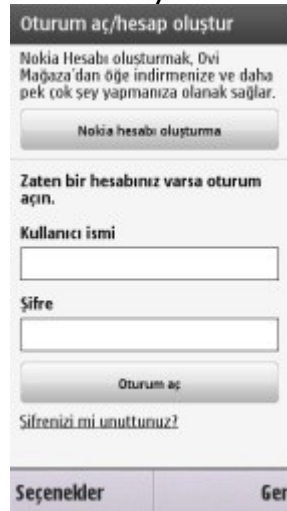 Oturum aç/hesap oluştur
Nokia Hesabı oluşturmak, Ovi
Mağaza'dan öğe indirmenize ve daha
pek çok şey yapmanıza olanak sağlar.
Nokia hesabı oluşturma
Zaten bir hesabınız varsa oturum
açın.
Kullanıcı ismi
Şifre
Oturum aç
Şifrenizi mi unuttunuz?
Seçenekler Ger